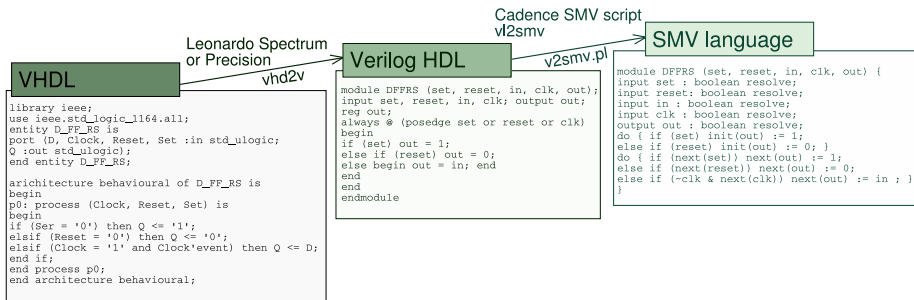 VHDL
library ieee;
use ieee.std_logic_1164.all;
entity D_FF_RS is
port (D, Clock, Reset, Set :in std_ulogic;
Q :out std_ulogic);
end entity D_FF_RS;
arichitecture behavioural of D_FF_RS is
begin
p0: process (Clock, Reset, Set) is
begin
if (Ser = '0') then Q <= '1';
elsif (Reset = '0') then Q <= '0';
elsif (Clock = '1' and Clock'event) then Q <= D;
end if;
end process p0;
end architecture behavioural;
Leonardo Spectrum
or Precision
vhd2v
Verilog HDL
module DFFRS (set, reset, in, clk, out);
input set, reset, in, clk; output out;
reg out;
always @ (posedge set or reset or clk)
begin
if (set) out = 1;
else if (reset) out = 0;
else begin out = in; end
end
end
endmodule
Cadence SMV script
vl2smv
v2smv.pl
SMV language
module DFFRS (set, reset, in, clk, out) {
input set : boolean resolve;
input reset: boolean resolve;
input in : boolean resolve;
input clk : boolean resolve;
output out : boolean resolve;
do { if (set) init(out) := 1;
else if (reset) init(out) := 0; }
do { if (next(set)) next(out) := 1;
else if (next(reset)) next(out) := 0;
else if (~clk & next(clk)) next(out) := in ; }
}